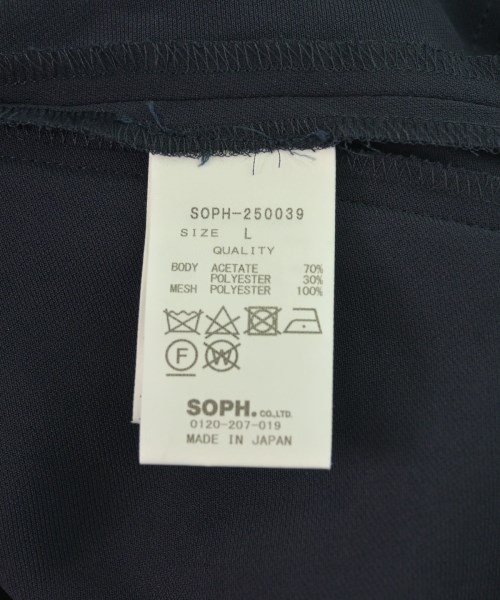 SOPH-250039
SIZE L
QUALITY
BODY ACETATE 70%
POLYESTER 30%
MESH POLYESTER 100%
F W
SOPH. CO.,LTD.
0120-207-019
MADE IN JAPAN